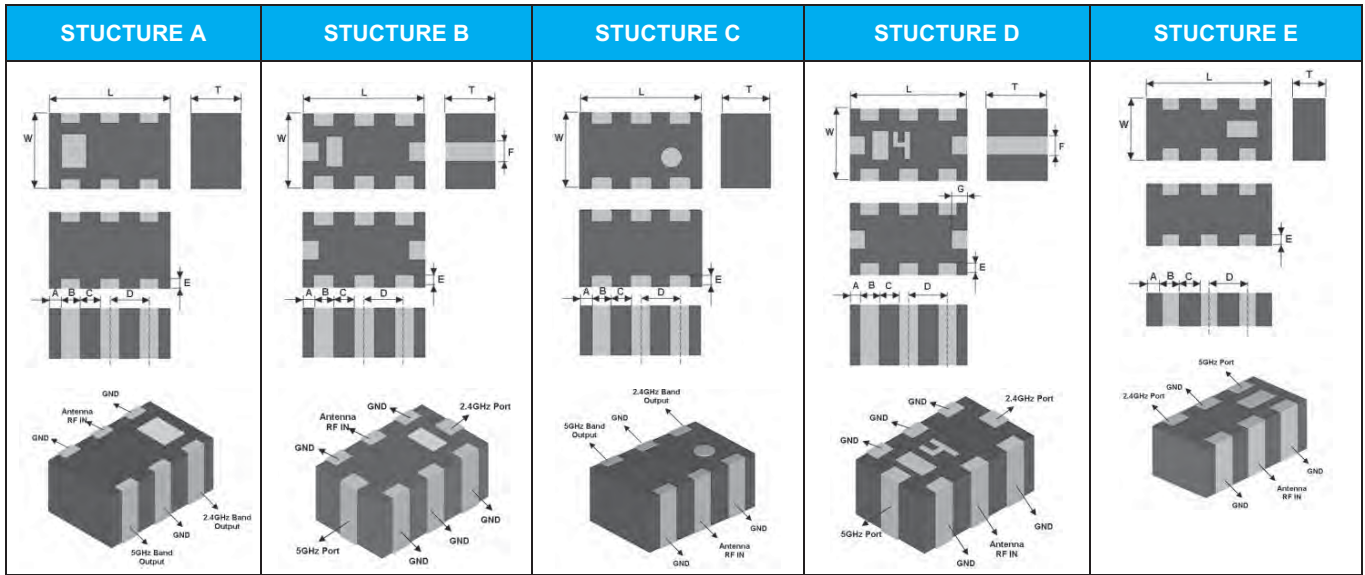 STUCTURE A
STUCTURE B
STUCTURE C
STUCTURE D
STUCTURE E
L
T
W
E
A B C D
GND
Antenna
RF IN
GND
2.4GHz Band
Output
GND
5GHz Band
Output
L
T
W
F
E
A B C D
GND
2.4GHz Port
Antenna
RF IN
GND
GND
GND
GND
5GHz Port
L
T
W
E
A B C D
2.4GHz Band
Output
GND
5GHz Band
Output
GND
Antenna
RF IN
GND
L
T
W
4
F
G
E
A B C D
GND
2.4GHz Port
GND
GND
4
GND
Antenna
RF IN
GND
5GHz Port
L
T
W
E
A B C D
5GHz Port
GND
2.4GHz Port
GND
Antenna
RF IN
GND